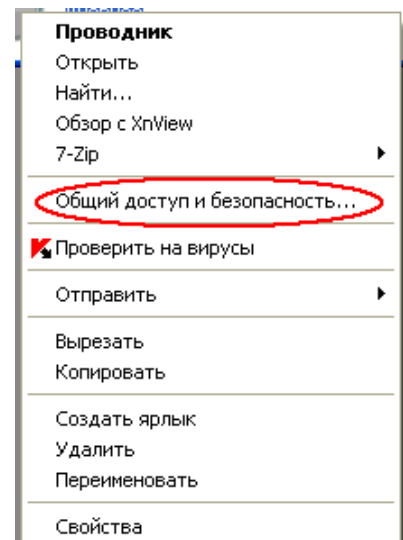 Проводник
Открыть
Найти...
Обзор с XnView
7-Zip
Общий доступ и безопасность...
Проверить на вирусы
Отправить
Вырезать
Копировать
Создать ярлык
Удалить
Переименовать
Свойства